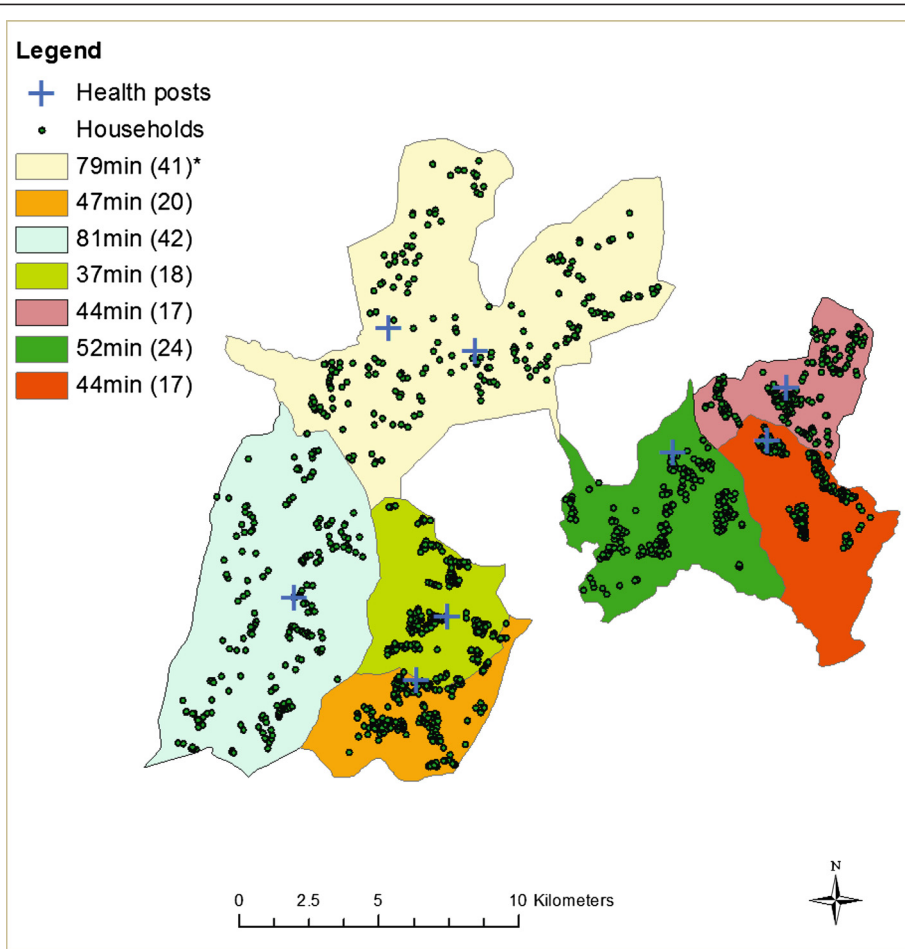 Legend
Health posts
Households
79min (41)*
47min (20)
81min (42)
37min (18)
44min (17)
52min (24)
44min (17)
N
0 2.5 5 10 Kilometers